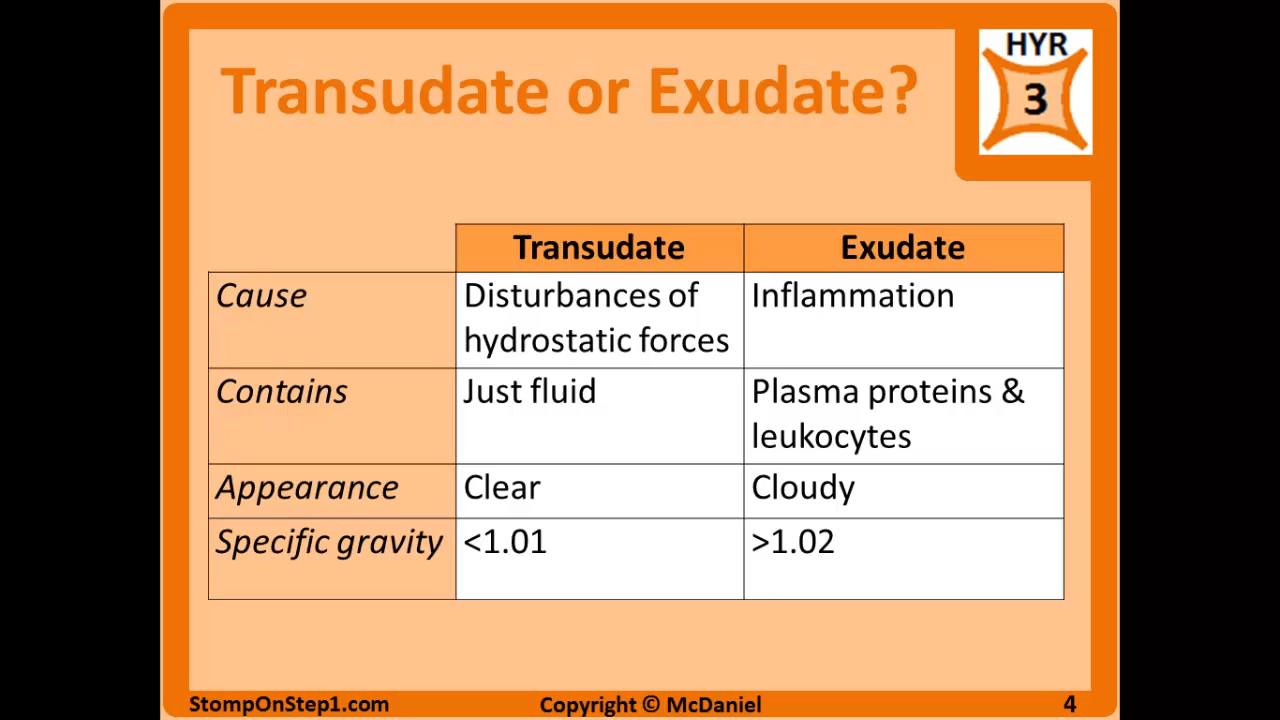 HYR
3
Transudate or Exudate?
Transudate Exudate
Cause Disturbances of Inflammation
hydrostatic forces
Contains Just fluid Plasma proteins &
leukocytes
Appearance Clear Cloudy
Specific gravity <1.01 >1.02
StompOnStep1.com Copyright © McDaniel 4